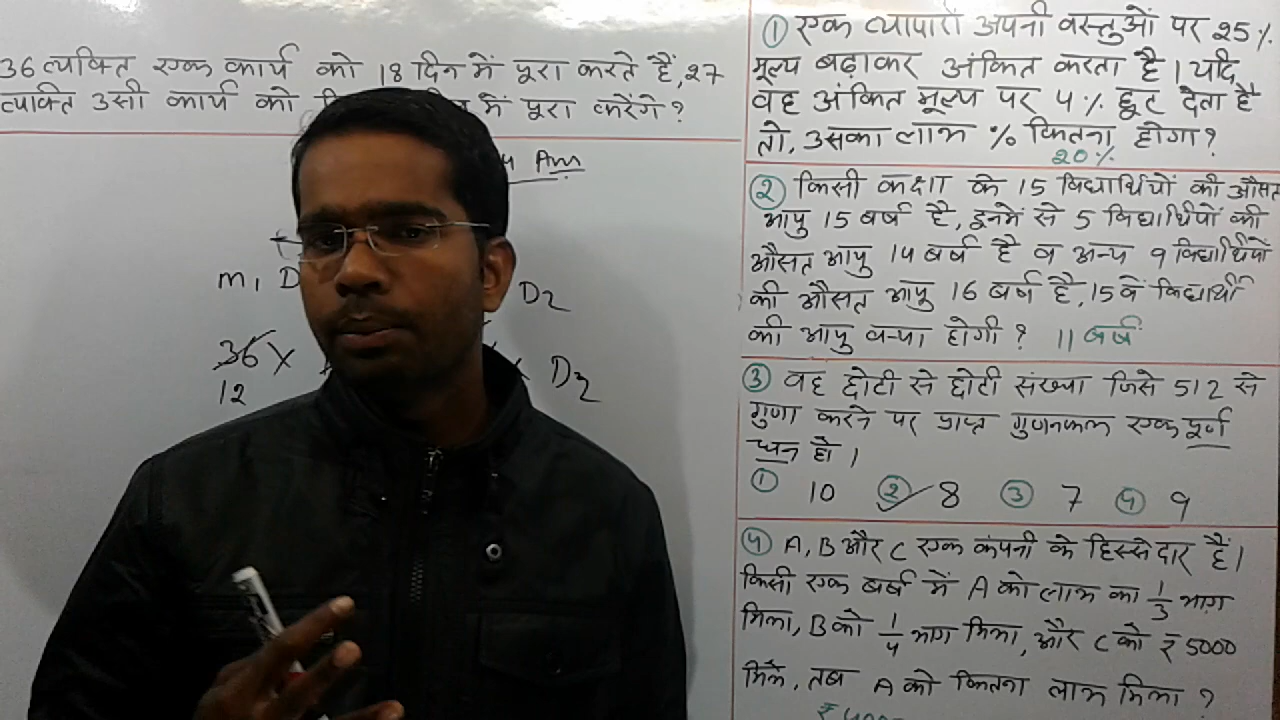 36 व्यक्ति एक कार्य को 18 दिन में पूरा करते हैं, 27
व्यक्ति उसी कार्य को में पूरा करेंगे ?
Ans
m1 D
D2
36 x
x D2
12
① एक व्यापारी अपनी वस्तुओं पर 25 %
मूल्य बढ़ाकर अंकित करता है । यदि
वह अंकित मूल्य पर 4 % छूट देता है
तो, उसका लाभ % कितना होगा ?
20 %
② किसी कक्षा के 15 विद्यार्थियों की औसत
आयु 15 वर्ष है, इनमें से 5 विद्यार्थियों की
औसत आयु 14 वर्ष है व अन्य 9 विद्यार्थियों
की औसत आयु 16 वर्ष है, 15 वें विद्यार्थी
की आयु क्या होगी ? 11 वर्ष
③ वह छोटी से छोटी संख्या जिसे 512 से
गुणा करने पर प्राप्त गुणनफल एक पूर्ण
घन हो ।
① 10 ② 8 ③ 7 ④ 9
④ A, B और C एक कंपनी के हिस्सेदार हैं ।
किसी एक वर्ष में A को लाभ का 1/3 भाग
मिला, B को 1/4 भाग मिला, और C को ₹ 5000
मिले, तब A को कितना लाभ मिला ?